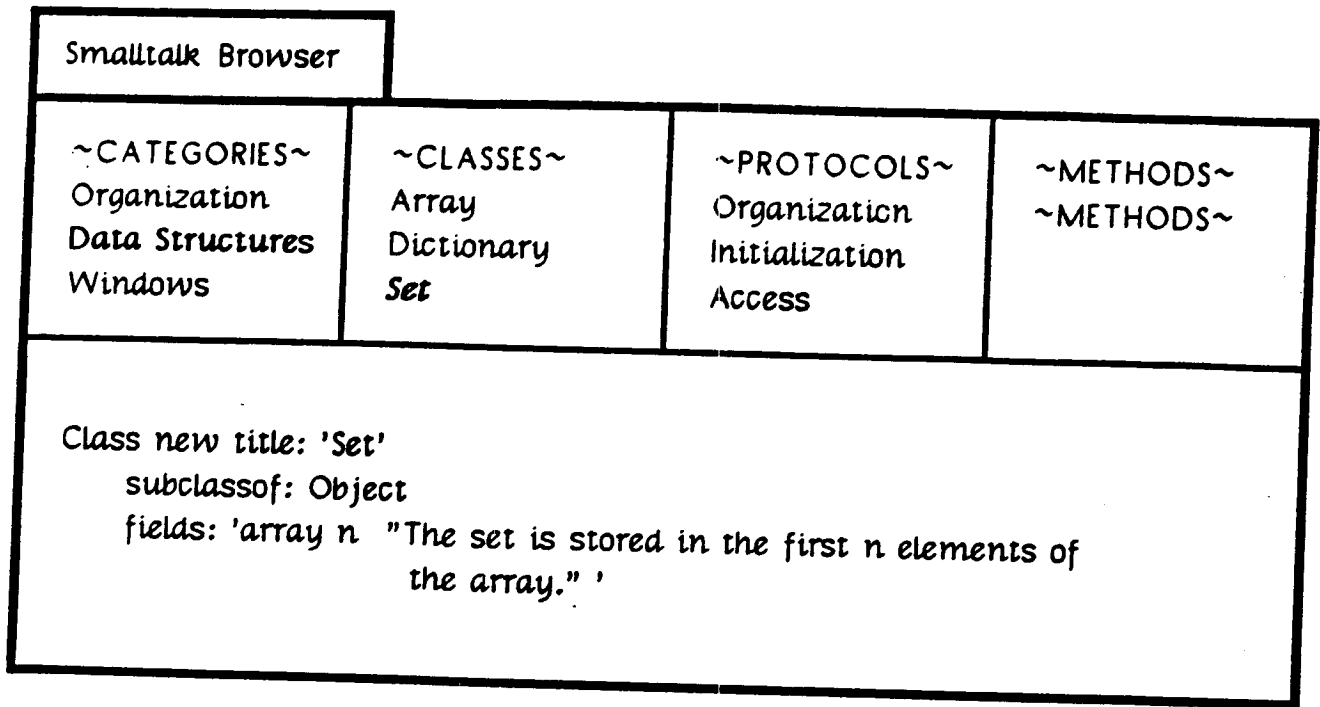 Smalltalk Browser
~CATEGORIES~
Organization
Data Structures
Windows
~CLASSES~
Array
Dictionary
Set
~PROTOCOLS~
Organization
Initialization
Access
~METHODS~
~METHODS~
Class new title: 'Set'
subclassof: Object
fields: 'array n "The set is stored in the first n elements of
the array." '